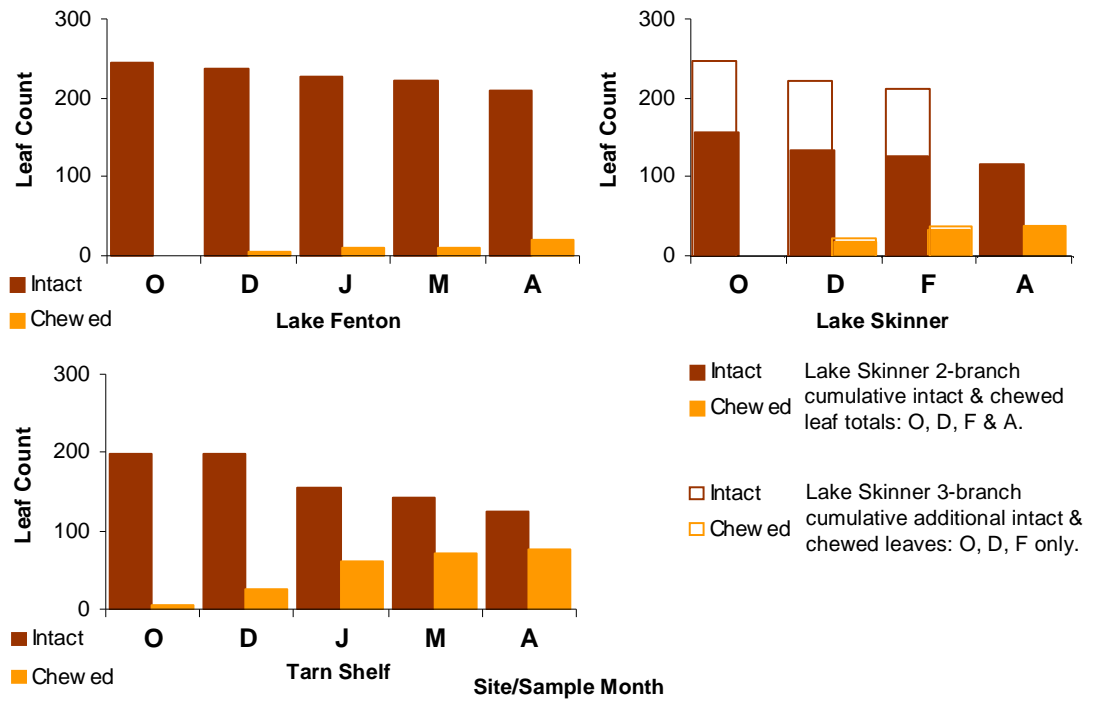 300
200
100
0
Leaf Count
O D J M A
Intact
Chew ed
Lake Fenton
300
200
100
0
Leaf Count
O D F A
Lake Skinner
Intact
Chew ed
Lake Skinner 2-branch
cumulative intact & chewed
leaf totals: O, D, F & A.
Intact
Chew ed
Lake Skinner 3-branch
cumulative additional intact &
chewed leaves: O, D, F only.
300
200
100
0
Leaf Count
O D J M A
Intact
Chew ed
Tarn Shelf
Site/Sample Month